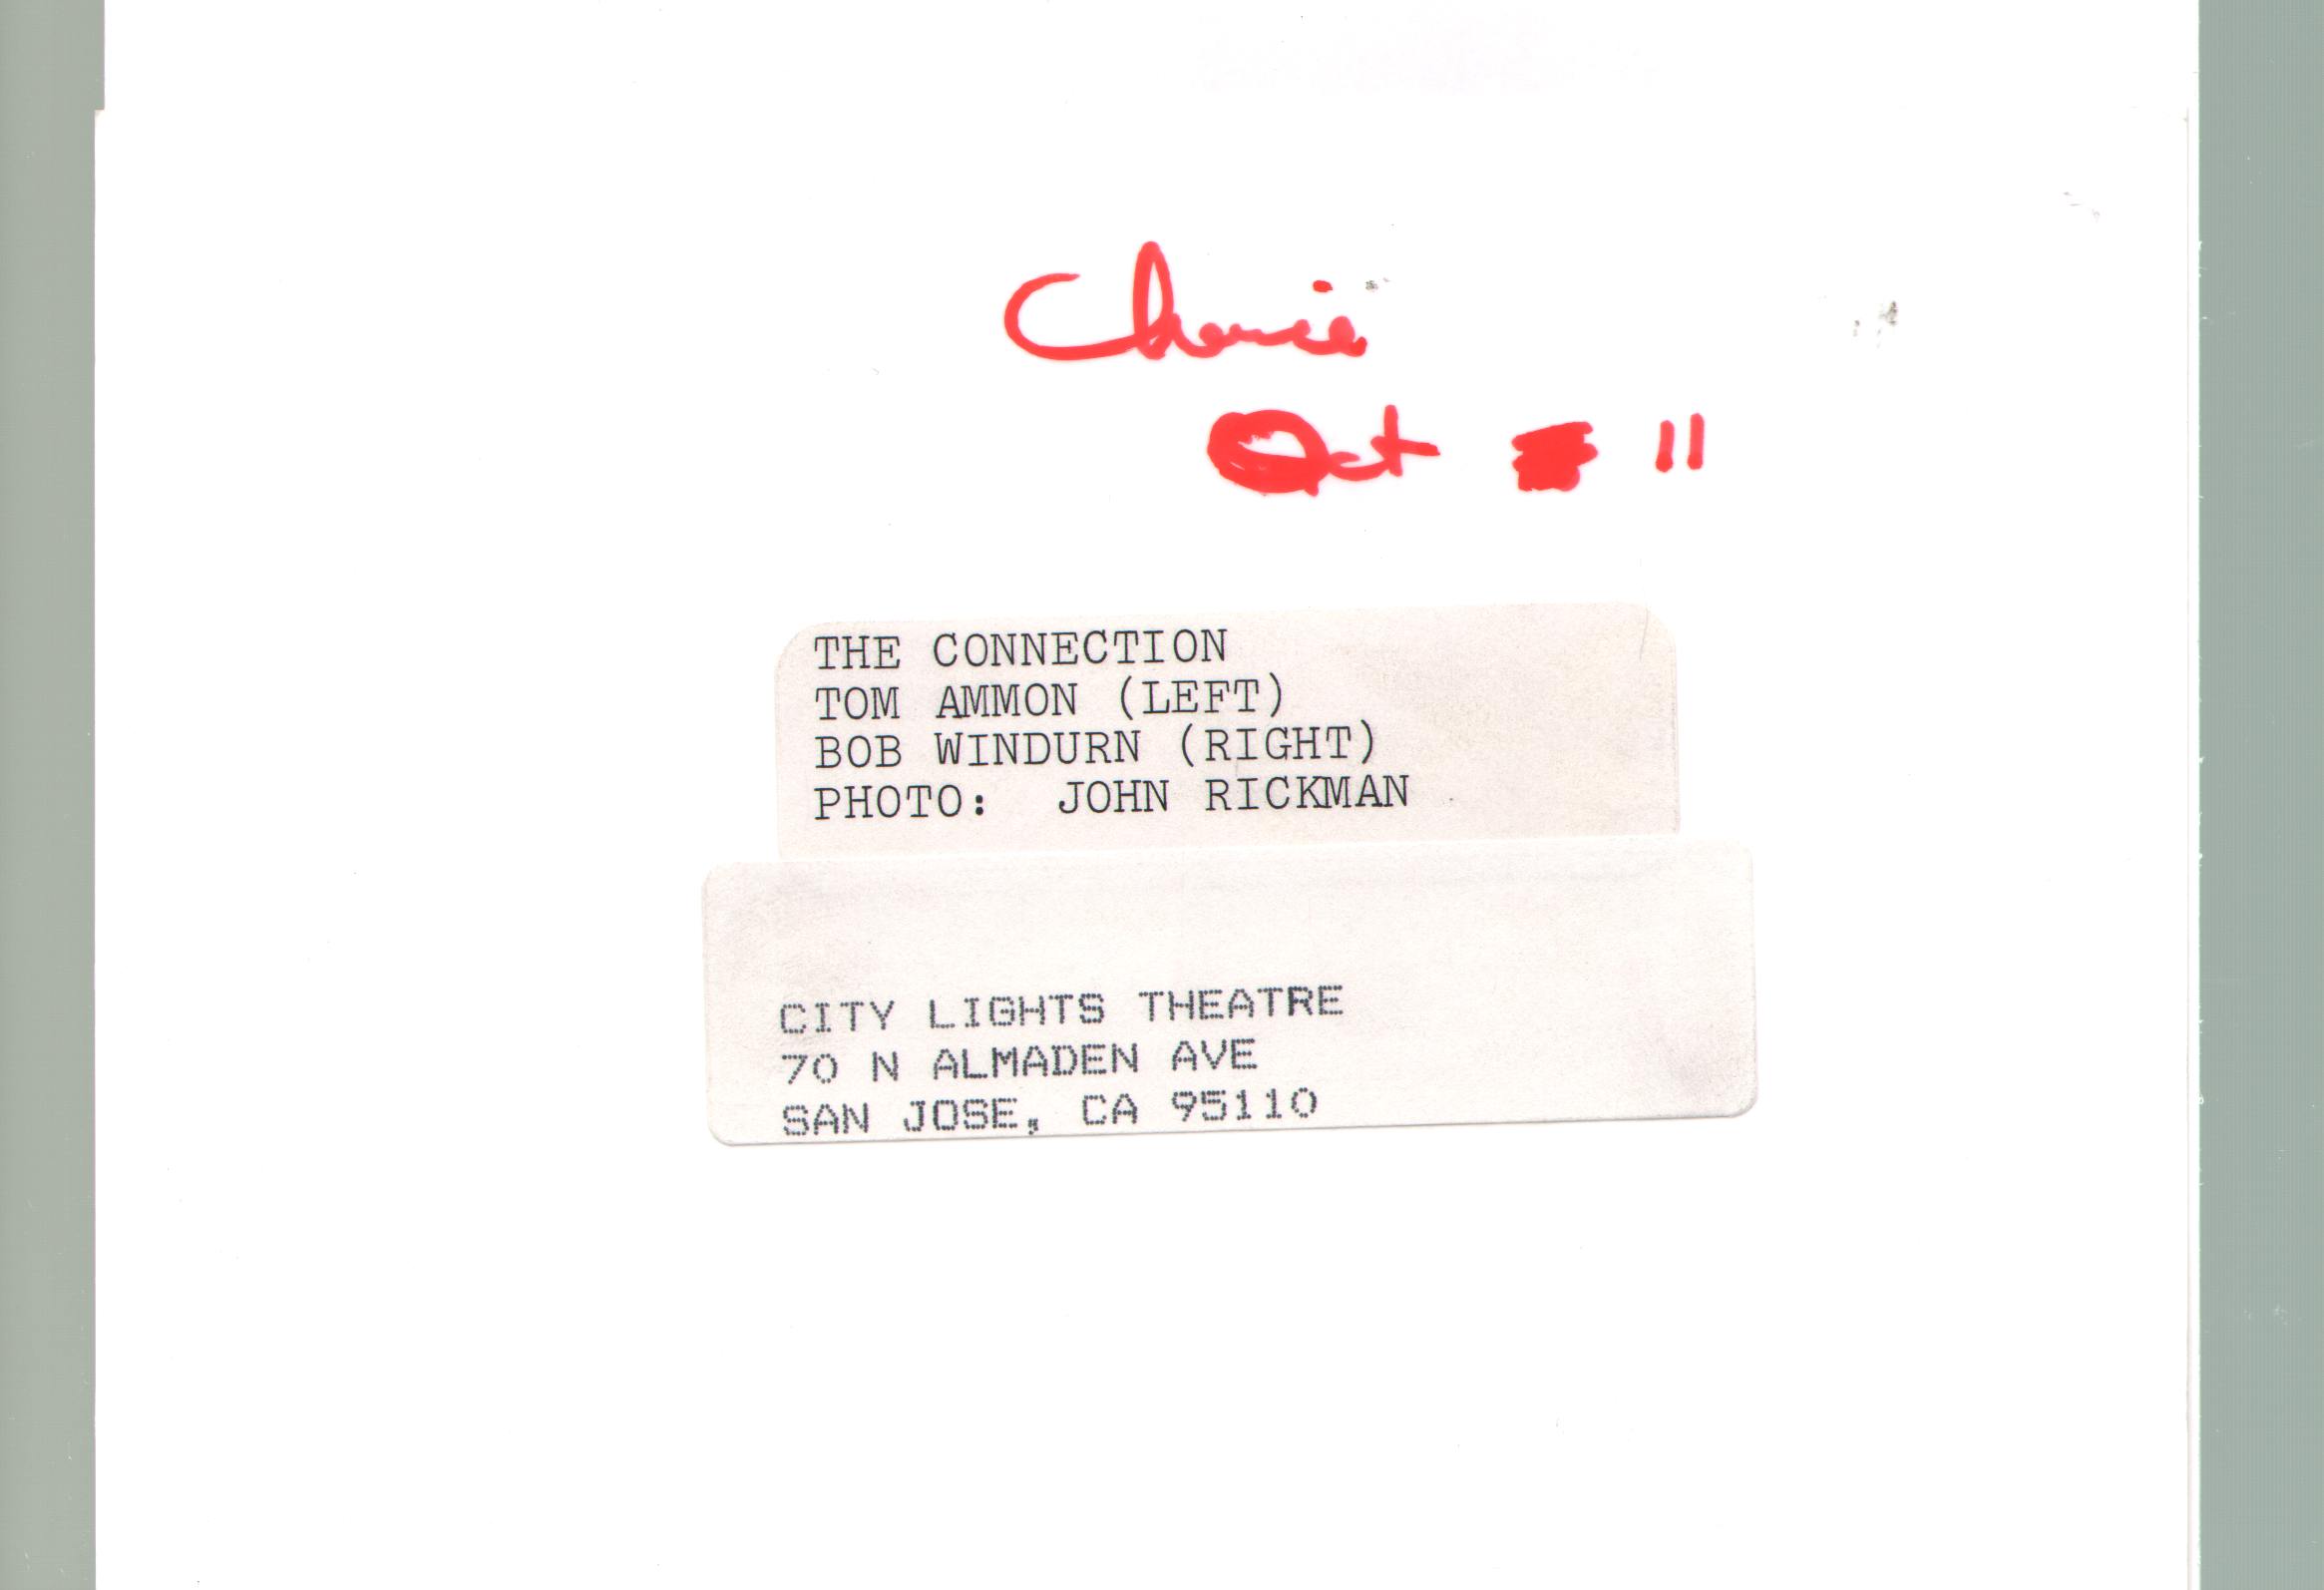 Choice
Oct 11
THE CONNECTION
TOM AMMON (LEFT)
BOB WINDURN (RIGHT)
PHOTO: JOHN RICKMAN
CITY LIGHTS THEATRE
70 N ALMADEN AVE
SAN JOSE, CA 95110